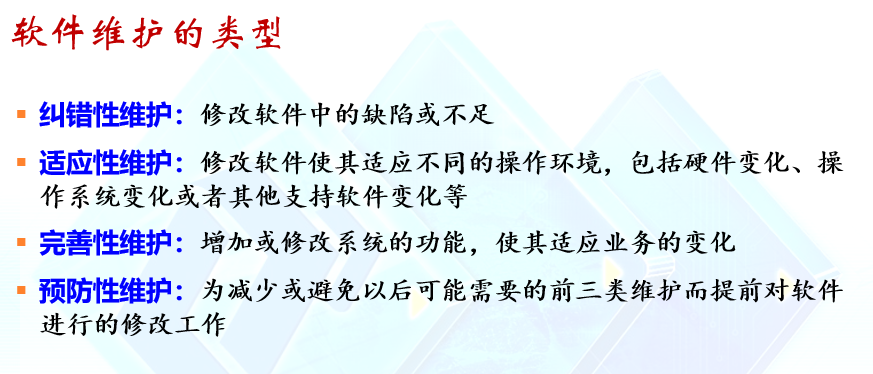 软件维护的类型
纠错性维护：修改软件中的缺陷或不足
适应性维护：修改软件使其适应不同的操作环境，包括硬件变化、操
作系统变化或者其他支持软件变化等
完善性维护：增加或修改系统的功能，使其适应业务的变化
预防性维护：为减少或避免以后可能需要的前三类维护而提前对软件
进行的修改工作